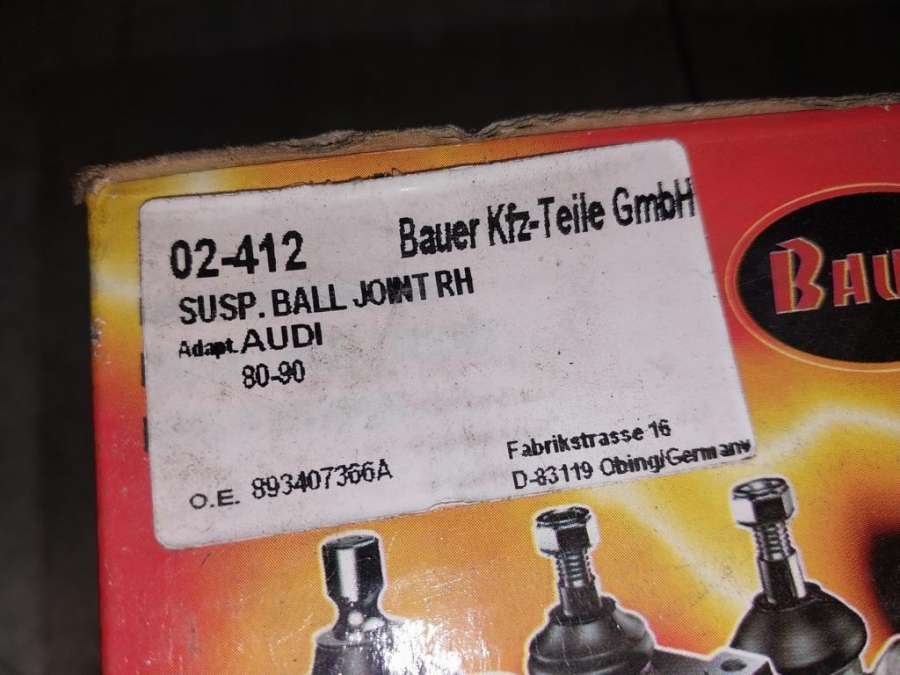 02-412 Bauer Kfz-Teile GmbH
SUSP. BALL JOINT RH
Adapt. AUDI
80-90
O.E. 893407366A
Fabrikstrasse 16
D-83119 Obing/Germany
BAU